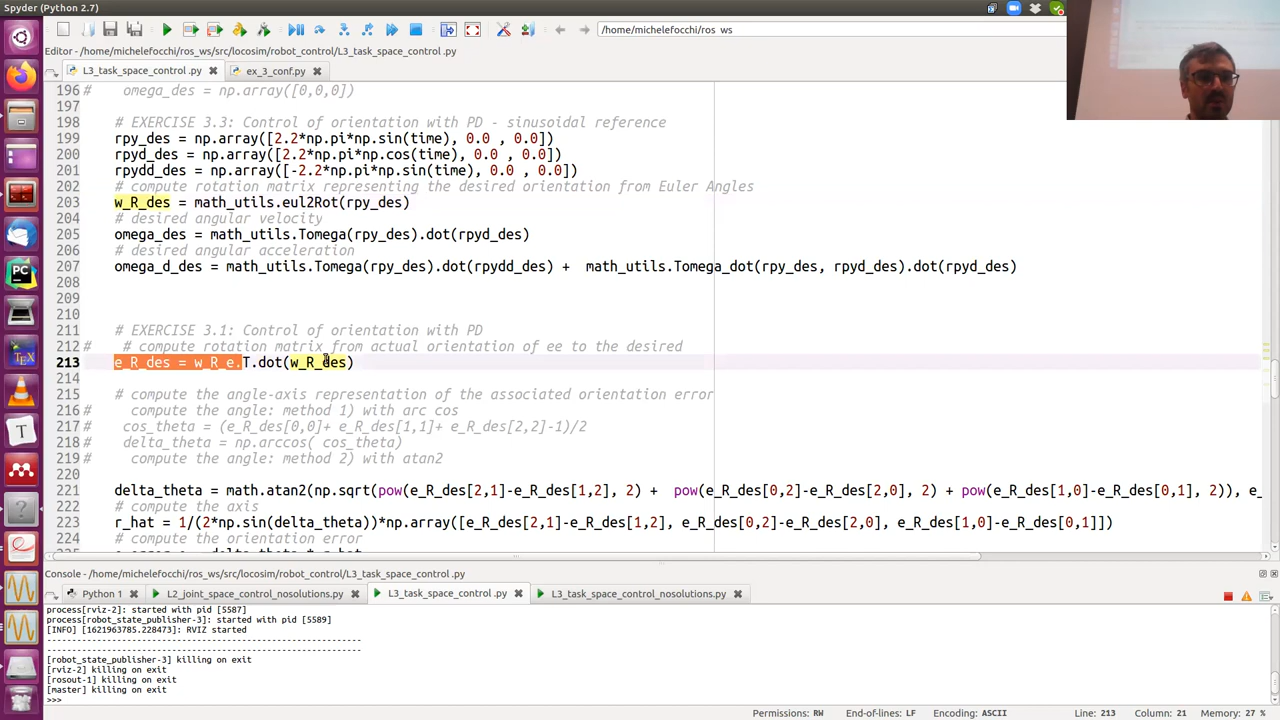 Spyder
/home/michelefocchi/ros_ws
Editor - /home/michelefocchi/ros_ws/src/locosim/robot_control/L3_task_space_control.py
L3_task_space_control.py
ex_3_conf.py
196 # omega_des = np.array([0,0,0])
197
198 # EXERCISE 3.3: Control of orientation with PD - sinusoidal reference
199 rpy_des = np.array([2.2*np.pi*np.sin(time), 0.0 , 0.0])
200 rpyd_des = np.array([2.2*np.pi*np.cos(time), 0.0 , 0.0])
201 rpydd_des = np.array([-2.2*np.pi*np.sin(time), 0.0 , 0.0])
202 # compute rotation matrix representing the desired orientation from Euler Angles
203 w_R_des = math_utils.eul2Rot(rpy_des)
204 # desired angular velocity
205 omega_des = math_utils.Tomega(rpy_des).dot(rpyd_des)
206 # desired angular acceleration
207 omega_d_des = math_utils.Tomega(rpy_des).dot(rpydd_des) + math_utils.Tomega_dot(rpy_des, rpyd_des).dot(rpyd_des)
208
209
210
211 # EXERCISE 3.1: Control of orientation with PD
212 # # compute rotation matrix from actual orientation of ee to the desired
213 e_R_des = w_R_e.T.dot(w_R_des)
214
215 # compute the angle-axis representation of the associated orientation error
216 # compute the angle: method 1) with arc cos
217 # cos_theta = (e_R_des[0,0]+ e_R_des[1,1]+ e_R_des[2,2]-1)/2
218 # delta_theta = np.arccos( cos_theta)
219 # compute the angle: method 2) with atan2
220
221 delta_theta = math.atan2(np.sqrt(pow(e_R_des[2,1]-e_R_des[1,2], 2) + pow(e_R_des[0,2]-e_R_des[2,0], 2) + pow(e_R_des[1,0]-e_R_des[0,1], 2)), e_
222 # compute the axis
223 r_hat = 1/(2*np.sin(delta_theta))*np.array([e_R_des[2,1]-e_R_des[1,2], e_R_des[0,2]-e_R_des[2,0], e_R_des[1,0]-e_R_des[0,1]])
224 # compute the orientation error
Console - /home/michelefocchi/ros_ws/src/locosim/robot_control/L3_task_space_control.py
Python 1
L2_joint_space_control_nosolutions.py
L3_task_space_control.py
L3_task_space_control_nosolutions.py
process[rviz-2]: started with pid [5587]
process[robot_state_publisher-3]: started with pid [5589]
[INFO] [1621963785.228473]: RVIZ started
--------------------------------------------------------------
--------------------------------------------------------------
[robot_state_publisher-3] killing on exit
[rviz-2] killing on exit
[rosout-1] killing on exit
[master] killing on exit
>>>
Permissions: RW End-of-lines: LF Encoding: ASCII Line: 213 Column: 21 Memory: 27 %